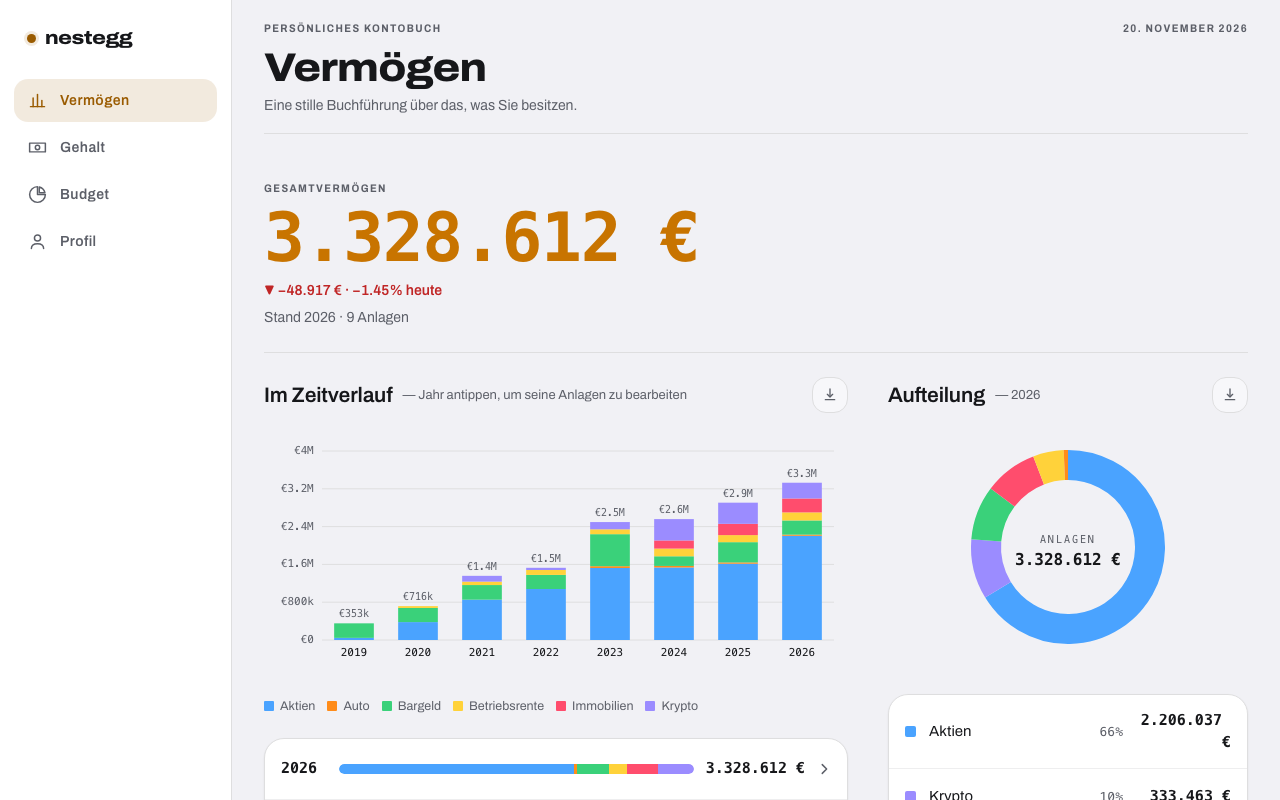 nestegg
Vermögen
Gehalt
Budget
Profil
PERSÖNLICHES KONTOBUCH
20. NOVEMBER 2026
Vermögen
Eine stille Buchführung über das, was Sie besitzen.
GESAMTVERMÖGEN
3.328.612 €
▼ −48.917 € · −1.45% heute
Stand 2026 · 9 Anlagen
Im Zeitverlauf — Jahr antippen, um seine Anlagen zu bearbeiten
€4M
€3.2M
€2.4M
€1.6M
€800k
€0
€353k
€716k
€1.4M
€1.5M
€2.5M
€2.6M
€2.9M
€3.3M
2019 2020 2021 2022 2023 2024 2025 2026
Aktien Auto Bargeld Betriebsrente Immobilien Krypto
2026 3.328.612 €
Aufteilung — 2026
ANLAGEN
3.328.612 €
Aktien 66% 2.206.037
€
Krypto 10% 333.463 €